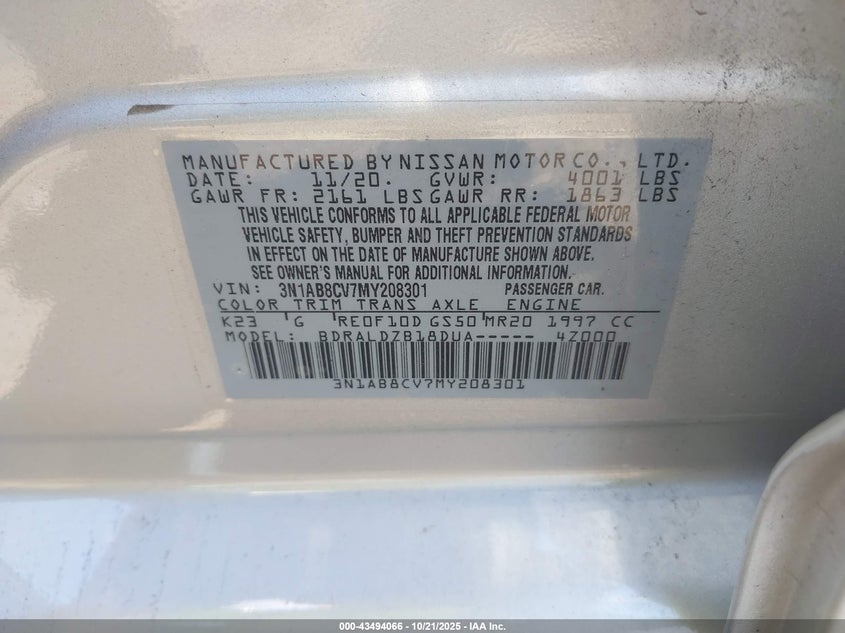 MANUFACTURED BY NISSAN MOTOR CO., LTD.
DATE: 11/20. GVWR: 4001 LBS
GAWR FR: 2161 LBS GAWR RR: 1863 LBS
THIS VEHICLE CONFORMS TO ALL APPLICABLE FEDERAL MOTOR
VEHICLE SAFETY, BUMPER AND THEFT PREVENTION STANDARDS
IN EFFECT ON THE DATE OF MANUFACTURE SHOWN ABOVE.
SEE OWNER'S MANUAL FOR ADDITIONAL INFORMATION.
VIN: 3N1AB8CV7MY208301 PASSENGER CAR.
COLOR TRIM TRANS AXLE ENGINE
K23 G RE0F10D GS50 MR20 1997 CC
MODEL: BDRALDZB18DUA----- 4Z000
3N1AB8CV7MY208301
000-43494066 - 10/21/2025 - IAA Inc.